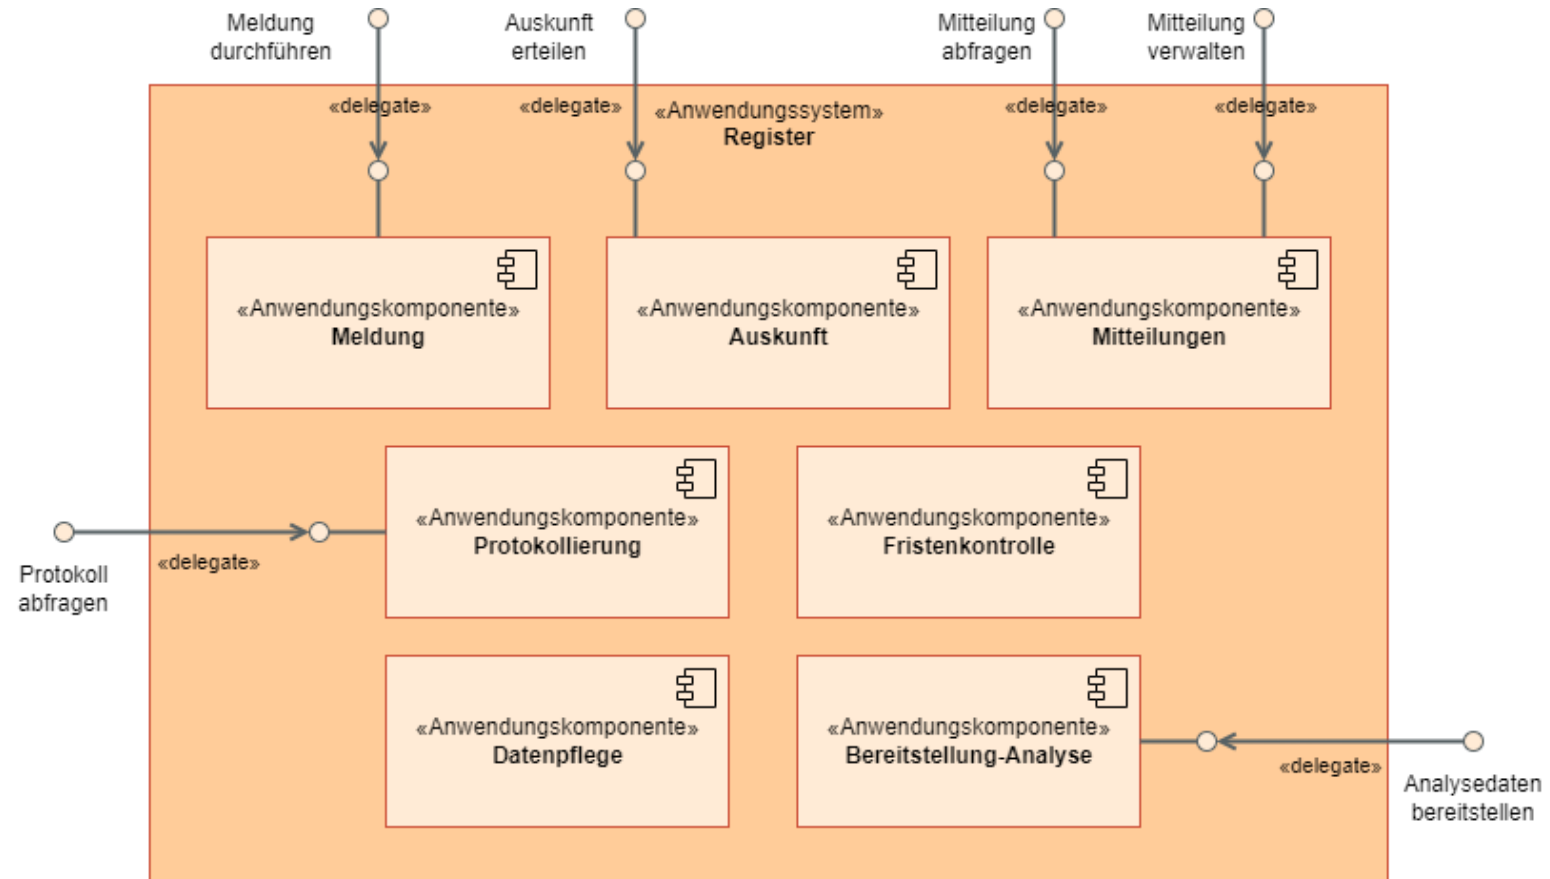 Meldung
durchführen
Auskunft
erteilen
Mitteilung
abfragen
Mitteilung
verwalten
«delegate»
«delegate»
«Anwendungssystem»
Register
«delegate»
«delegate»
«Anwendungskomponente»
Meldung
«Anwendungskomponente»
Auskunft
«Anwendungskomponente»
Mitteilungen
«Anwendungskomponente»
Protokollierung
«Anwendungskomponente»
Fristenkontrolle
«delegate»
Protokoll
abfragen
«Anwendungskomponente»
Datenpflege
«Anwendungskomponente»
Bereitstellung-Analyse
«delegate»
Analysedaten
bereitstellen